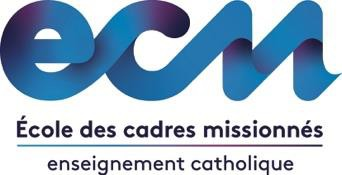 ecm
École des cadres missionnés
enseignement catholique